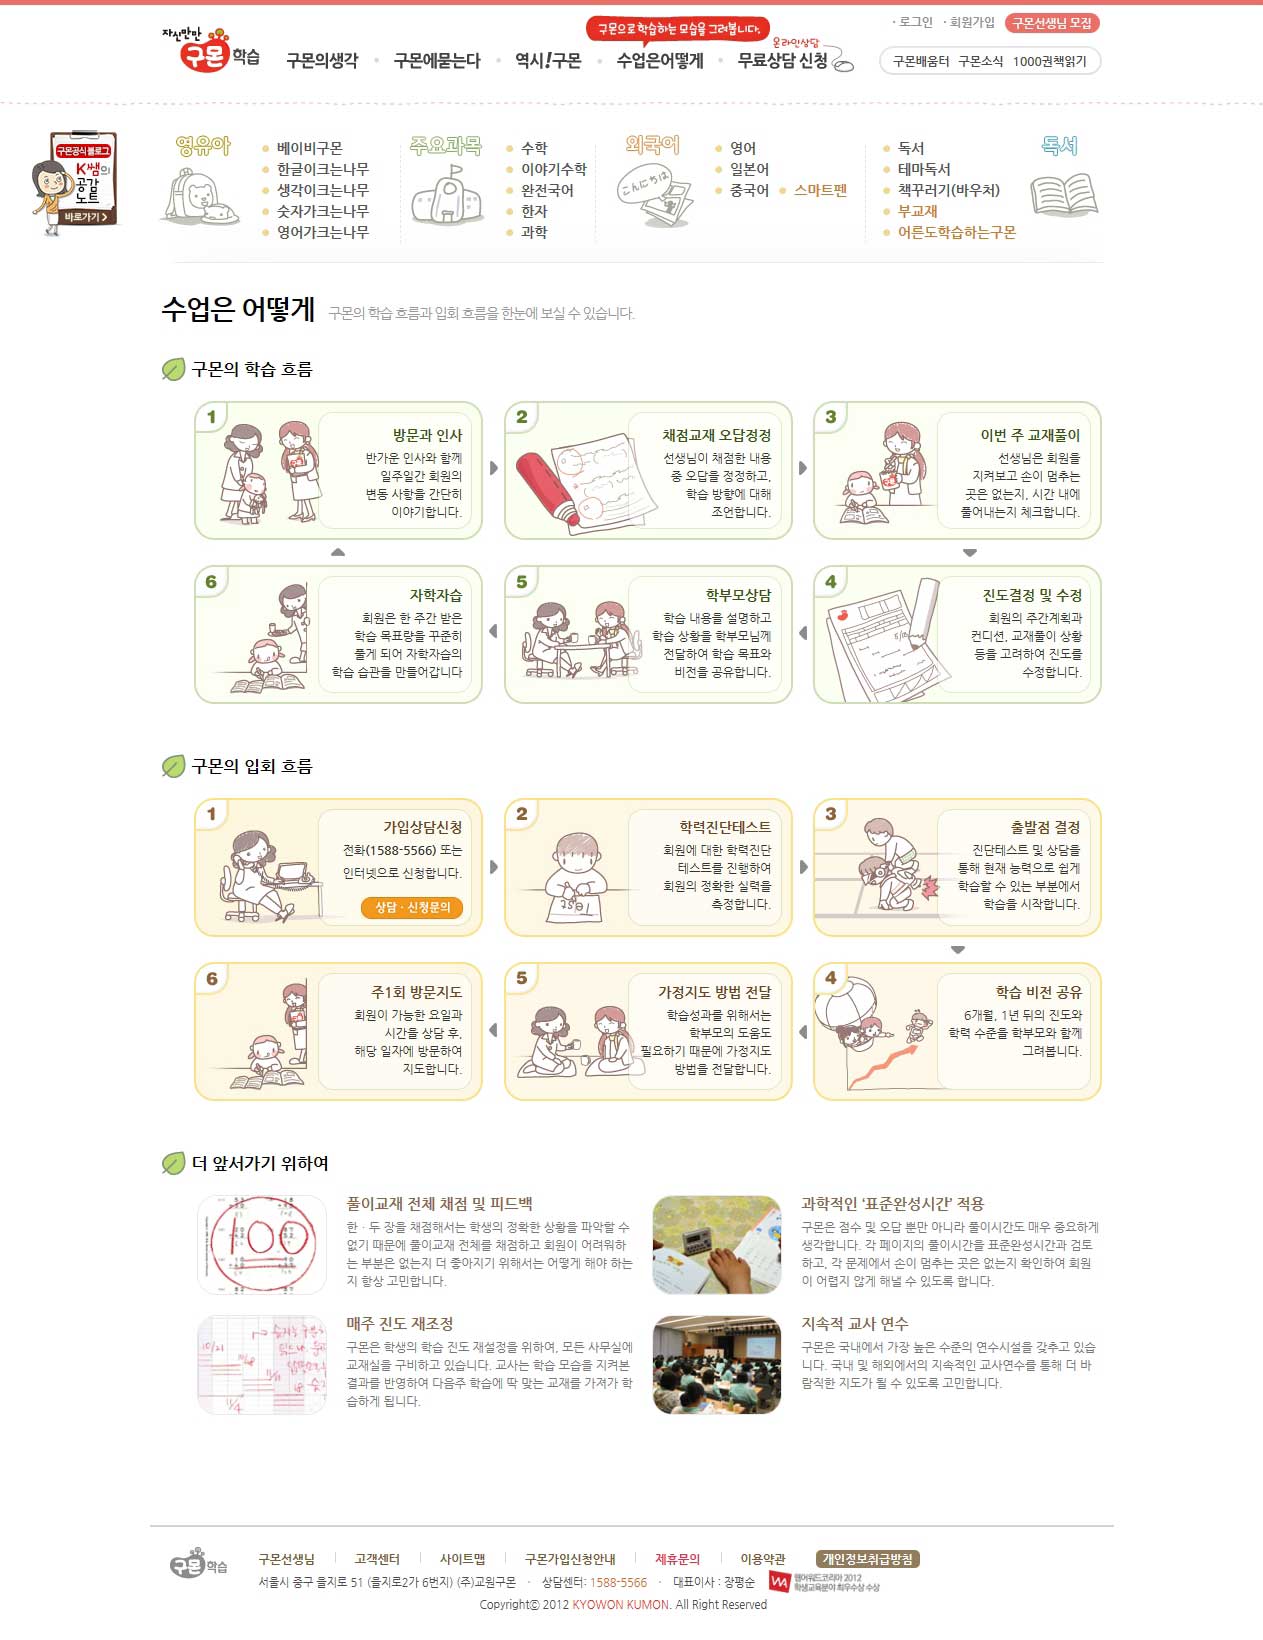 구몬으로 학습하는 모습을 그려봅니다.
· 로그인 · 회원가입 구몬선생님 모집
자신만만 구몬 학습
온라인상담
구몬의생각 구몬에묻는다 역시!구몬 수업은어떻게 무료상담 신청
구몬배움터 구몬소식 1000권책읽기
구몬공식블로그
K쌤의
공감
노트
바로가기
영유아
베이비구몬
한글이크는나무
생각이크는나무
숫자가크는나무
영어가크는나무
주요과목
수학
이야기수학
완전국어
한자
과학
외국어
こんにちは
영어
일본어
중국어 스마트펜
독서
테마독서
책꾸러기(바우처)
부교재
어른도학습하는구몬
독서
수업은 어떻게 구몬의 학습 흐름과 입회 흐름을 한눈에 보실 수 있습니다.
구몬의 학습 흐름
1
방문과 인사
반가운 인사와 함께
일주일간 회원의
변동 사항을 간단히
이야기합니다.
2
채점교재 오답정정
선생님이 채점한 내용
중 오답을 정정하고,
학습 방향에 대해
조언합니다.
3
이번 주 교재풀이
선생님은 회원을
지켜보고 손이 멈추는
곳은 없는지, 시간 내에
풀어내는지 체크합니다.
6
자학자습
회원은 한 주간 받은
학습 목표량을 꾸준히
풀게 되어 자학자습의
학습 습관을 만들어갑니다
5
학부모상담
학습 내용을 설명하고
학습 상황을 학부모님께
전달하여 학습 목표와
비전을 공유합니다.
4
진도결정 및 수정
회원의 주간계획과
컨디션, 교재풀이 상황
등을 고려하여 진도를
수정합니다.
구몬의 입회 흐름
1
가입상담신청
전화(1588-5566) 또는
인터넷으로 신청합니다.
상담 · 신청문의
2
학력진단테스트
회원에 대한 학력진단
테스트를 진행하여
회원의 정확한 실력을
측정합니다.
Test
3
출발점 결정
진단테스트 및 상담을
통해 현재 능력으로 쉽게
학습할 수 있는 부분에서
학습을 시작합니다.
6
주1회 방문지도
회원이 가능한 요일과
시간을 상담 후,
해당 일자에 방문하여
지도합니다.
5
가정지도 방법 전달
학습성과를 위해서는
학부모의 도움도
필요하기 때문에 가정지도
방법을 전달합니다.
4
학습 비전 공유
6개월, 1년 뒤의 진도와
학력 수준을 학부모와 함께
그려봅니다.
더 앞서가기 위하여
100
풀이교재 전체 채점 및 피드백
한 · 두 장을 채점해서는 학생의 정확한 상황을 파악할 수
없기 때문에 풀이교재 전체를 채점하고 회원이 어려워하
는 부분은 없는지 더 좋아지기 위해서는 어떻게 해야 하는
지 항상 고민합니다.
과학적인 ‘표준완성시간’ 적용
구몬은 점수 및 오답 뿐만 아니라 풀이시간도 매우 중요하게
생각합니다. 각 페이지의 풀이시간을 표준완성시간과 검토
하고, 각 문제에서 손이 멈추는 곳은 없는지 확인하여 회원
이 어렵지 않게 해낼 수 있도록 합니다.
10/21
11/4
매주 진도 재조정
구몬은 학생의 학습 진도 재설정을 위하여, 모든 사무실에
교재실을 구비하고 있습니다. 교사는 학습 모습을 지켜본
결과를 반영하여 다음주 학습에 딱 맞는 교재를 가져가 학
습하게 됩니다.
지속적 교사 연수
구몬은 국내에서 가장 높은 수준의 연수시설을 갖추고 있습
니다. 국내 및 해외에서의 지속적인 교사연수를 통해 더 바
람직한 지도가 될 수 있도록 고민합니다.
구몬 학습
구몬선생님 고객센터 사이트맵 구몬가입신청안내 제휴문의 이용약관 개인정보취급방침
서울시 중구 을지로 51 (을지로2가 6번지) (주)교원구몬 · 상담센터: 1588-5566 · 대표이사 : 장평순
WA 웹어워드코리아 2012
학생교육분야 최우수상 수상
Copyrightⓒ 2012 KYOWON KUMON. All Right Reserved